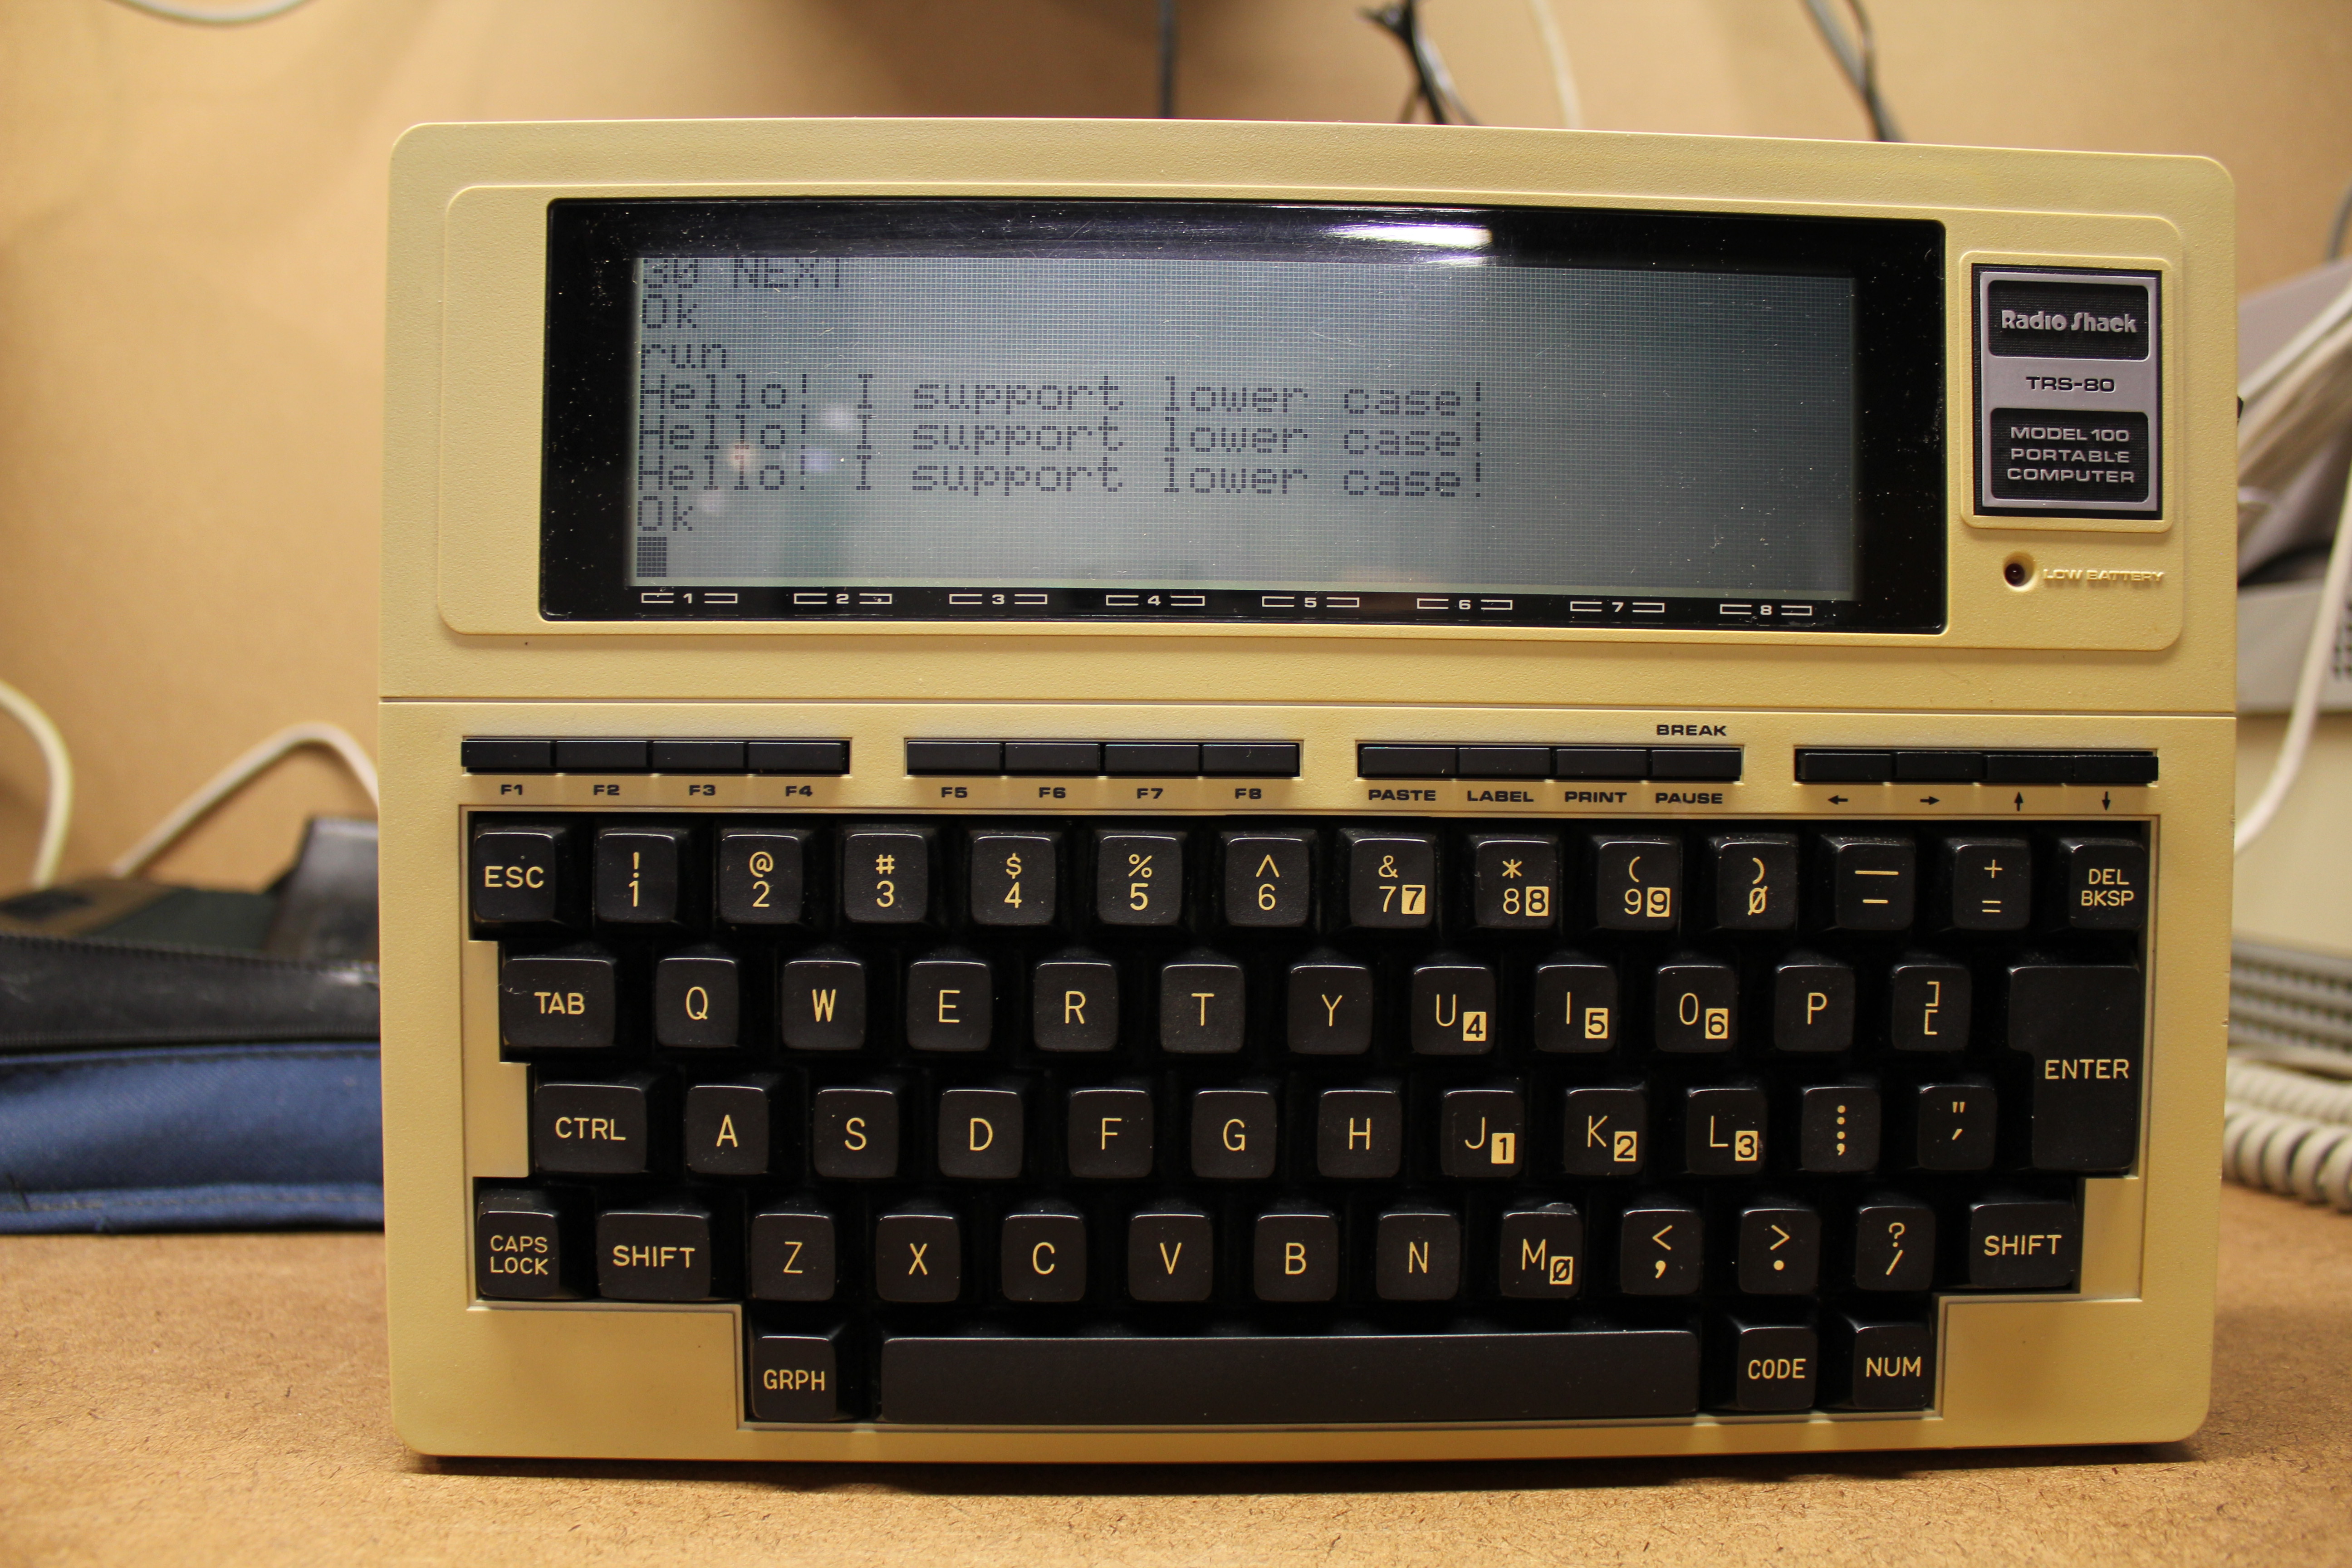 30 NEXT
Ok
run
Hello! I support lower case!
Hello! I support lower case!
Hello! I support lower case!
Ok
1 2 3 4 5 6 7 8
Radio Shack
TRS-80
MODEL 100
PORTABLE
COMPUTER
LOW BATTERY
BREAK
F1 F2 F3 F4 F5 F6 F7 F8 PASTE LABEL PRINT PAUSE ← → ↑ ↓
ESC ! 1 @ 2 # 3 $ 4 % 5 ^ 6 & 7 7 * 8 8 ( 9 9 ) Ø — - + = DEL BKSP
TAB Q W E R T Y U 4 I 5 O 6 P ] [ ENTER
CTRL A S D F G H J 1 K 2 L 3 : ; " '
CAPS LOCK SHIFT Z X C V B N M Ø < , > . ? / SHIFT
GRPH CODE NUM